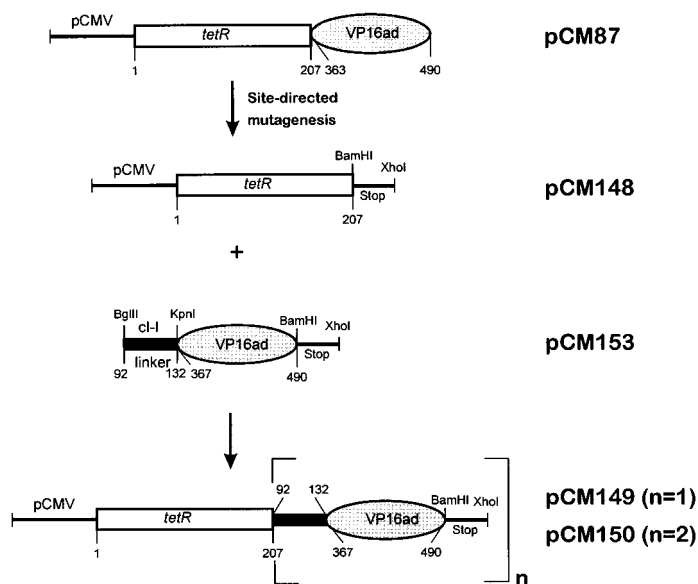 pCMV
tetR
VP16ad
pCM87
1
207
363
490
Site-directed
mutagenesis
BamHI
XhoI
pCMV
tetR
Stop
pCM148
1
207
+
BglII
KpnI
BamHI
XhoI
cI-I
VP16ad
pCM153
linker
Stop
92
132
367
490
92
132
BamHI
XhoI
pCM149 (n=1)
pCMV
tetR
VP16ad
Stop
pCM150 (n=2)
1
207
367
490
n